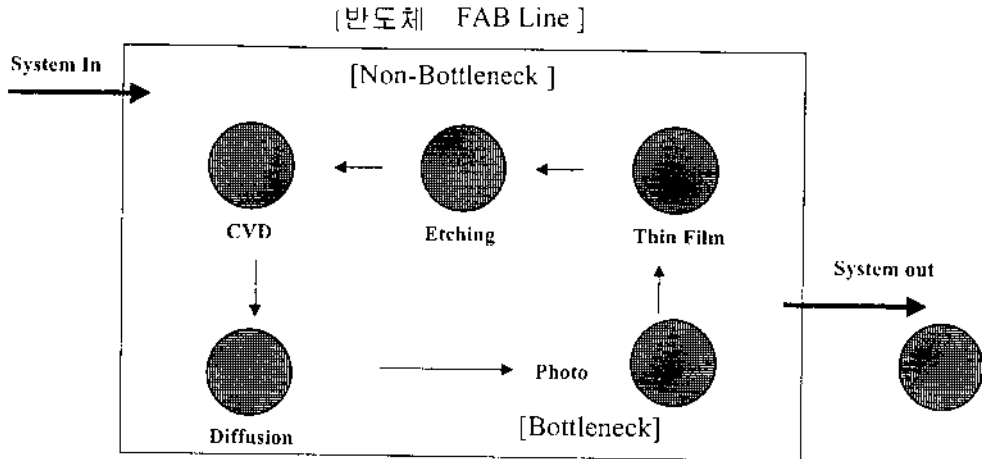 [반도체 FAB Line]
System In
[Non-Bottleneck ]
CVD
Etching
Thin Film
System out
Photo
Diffusion
[Bottleneck]